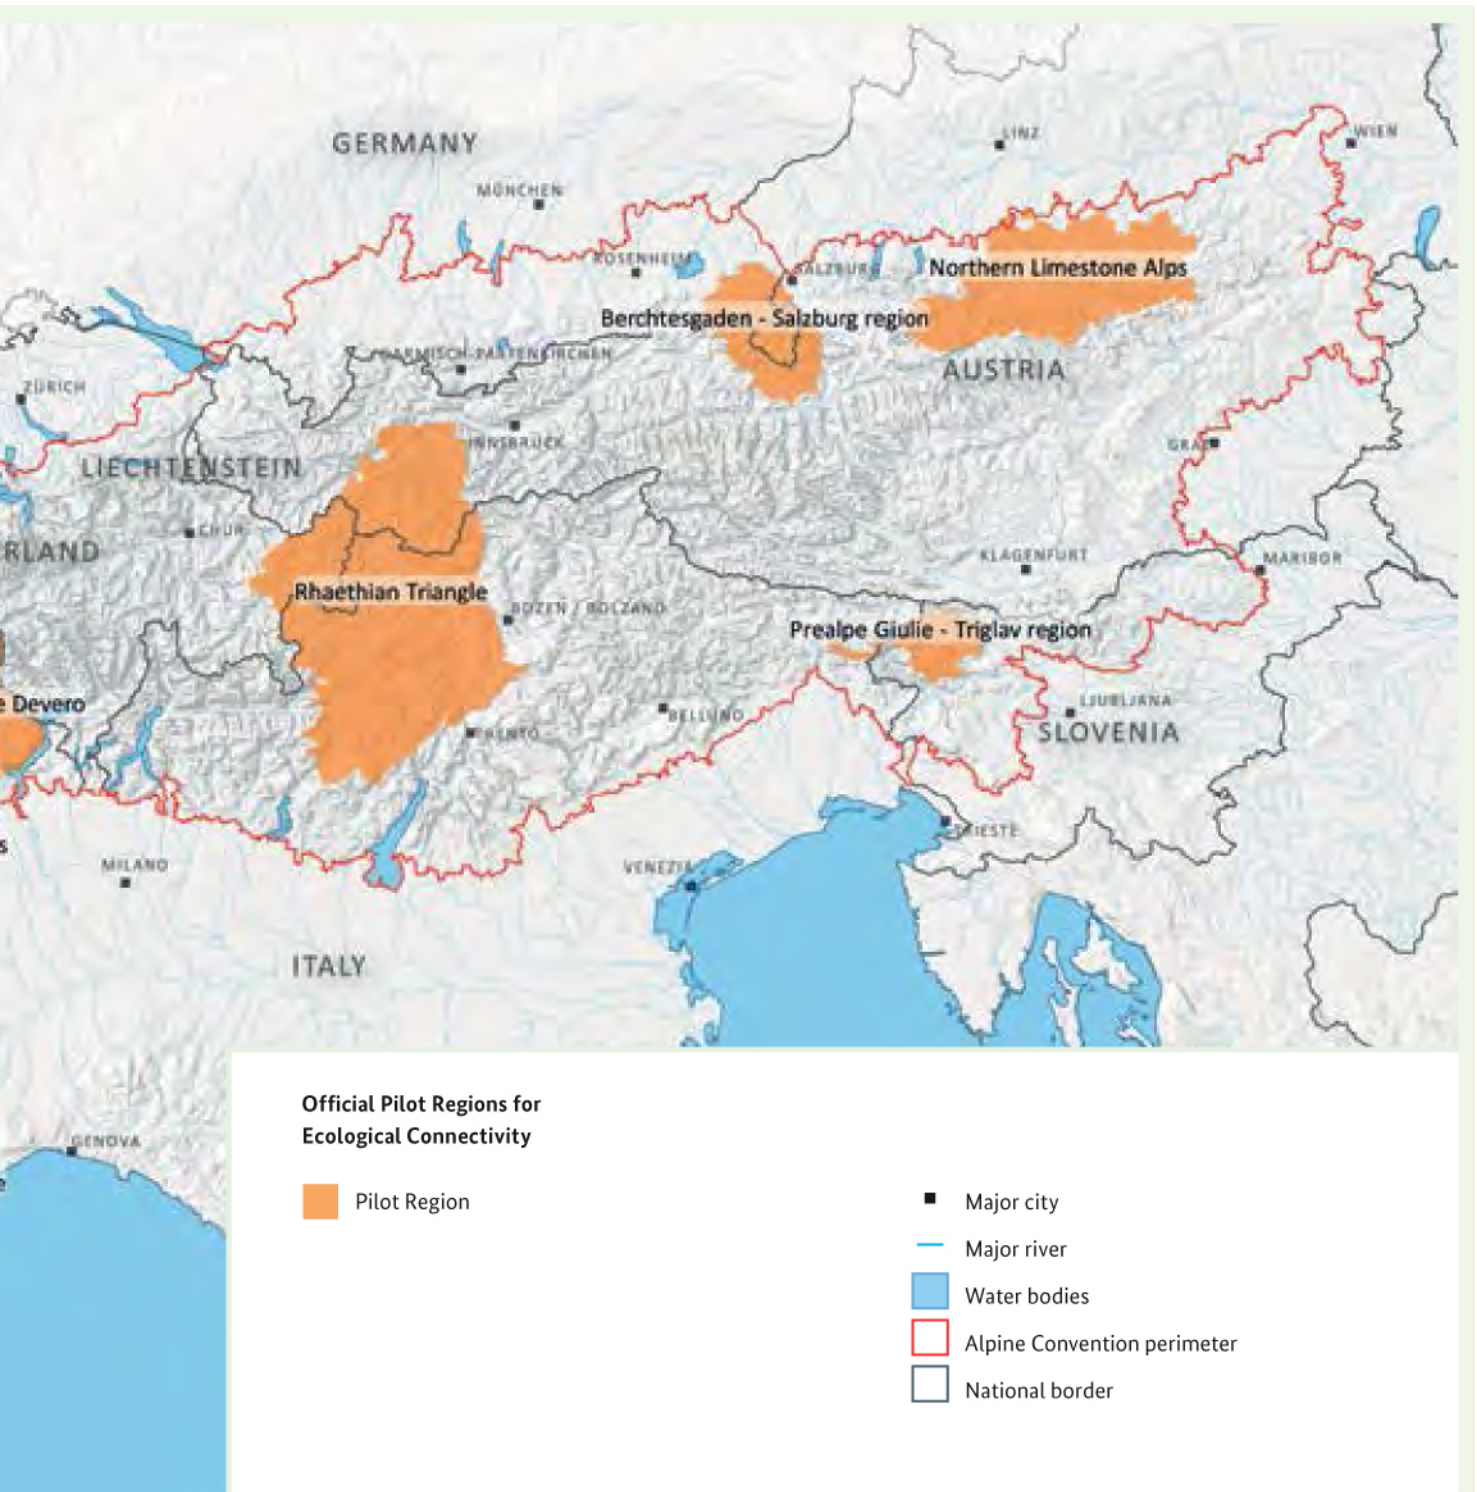 LINZ
WIEN
GERMANY
MÜNCHEN
ROSENHEIM
SALZBURG
Northern Limestone Alps
Berchtesgaden - Salzburg region
GARMISCH-PARTENKIRCHEN
AUSTRIA
ZÜRICH
INNSBRUCK
GRAZ
LIECHTENSTEIN
CHUR
RLAND
KLAGENFURT
MARIBOR
Rhaethian Triangle
BOZEN / BOLZANO
Prealpe Giulie - Triglav region
e Devero
BELLUNO
LJUBLJANA
TRENTO
SLOVENIA
TRIESTE
s
MILANO
VENEZIA
ITALY
GENOVA
e
Official Pilot Regions for
Ecological Connectivity
Pilot Region
Major city
Major river
Water bodies
Alpine Convention perimeter
National border